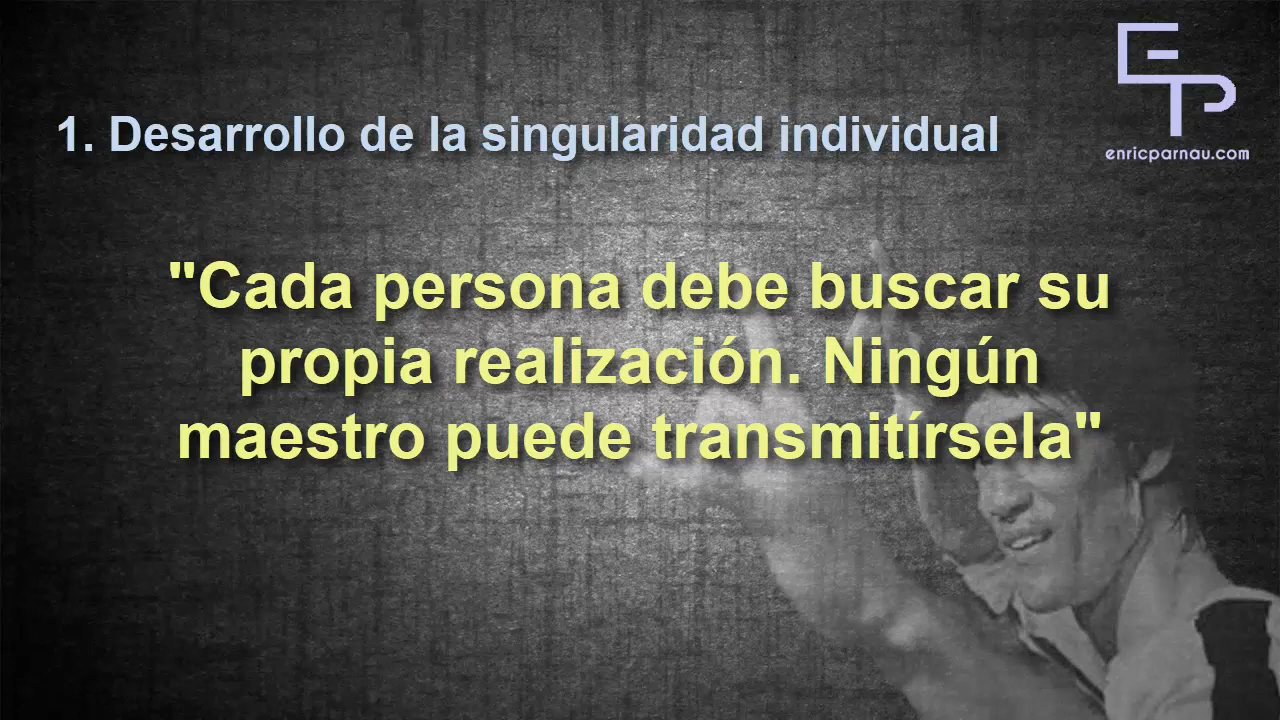 EP
enricparnau.com
1. Desarrollo de la singularidad individual
"Cada persona debe buscar su
propia realización. Ningún
maestro puede transmitírsela"